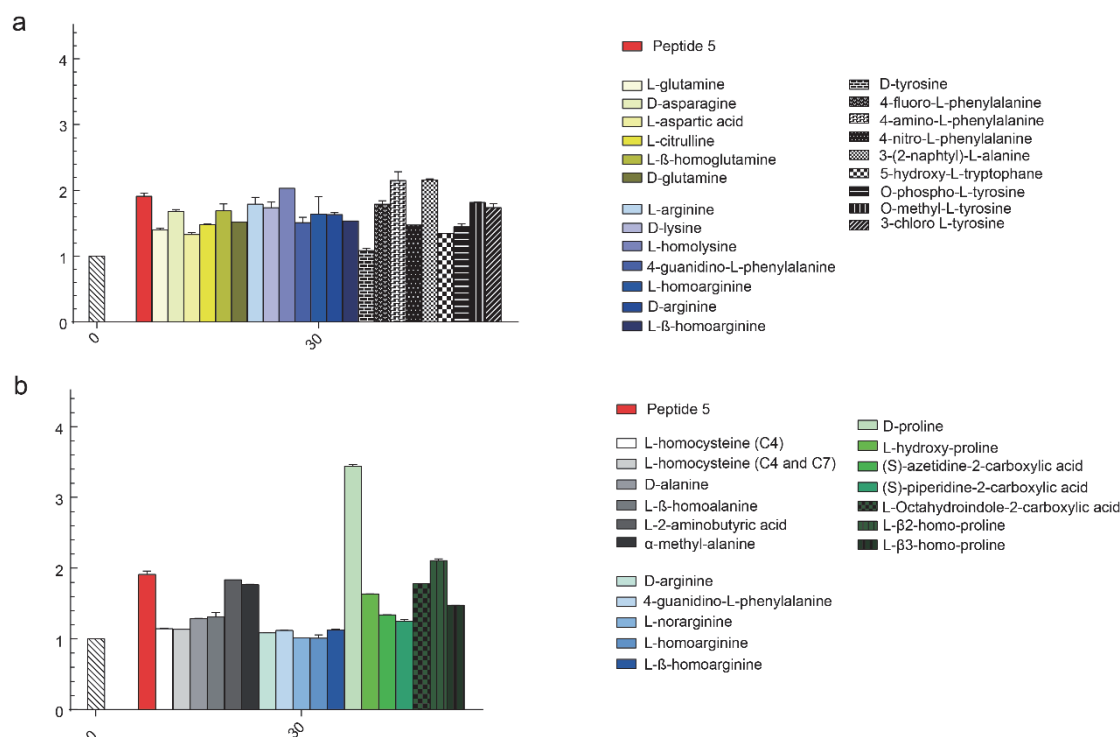 a
4
3
2
1
0
0
30
Peptide 5
L-glutamine
D-asparagine
L-aspartic acid
L-citrulline
L-ß-homoglutamine
D-glutamine
L-arginine
D-lysine
L-homolysine
4-guanidino-L-phenylalanine
L-homoarginine
D-arginine
L-ß-homoarginine
D-tyrosine
4-fluoro-L-phenylalanine
4-amino-L-phenylalanine
4-nitro-L-phenylalanine
3-(2-naphtyl)-L-alanine
5-hydroxy-L-tryptophane
O-phospho-L-tyrosine
O-methyl-L-tyrosine
3-chloro L-tyrosine
b
4
3
2
1
0
0
30
Peptide 5
L-homocysteine (C4)
L-homocysteine (C4 and C7)
D-alanine
L-ß-homoalanine
L-2-aminobutyric acid
α-methyl-alanine
D-arginine
4-guanidino-L-phenylalanine
L-norarginine
L-homoarginine
L-ß-homoarginine
D-proline
L-hydroxy-proline
(S)-azetidine-2-carboxylic acid
(S)-piperidine-2-carboxylic acid
L-Octahydroindole-2-carboxylic acid
L-β2-homo-proline
L-β3-homo-proline